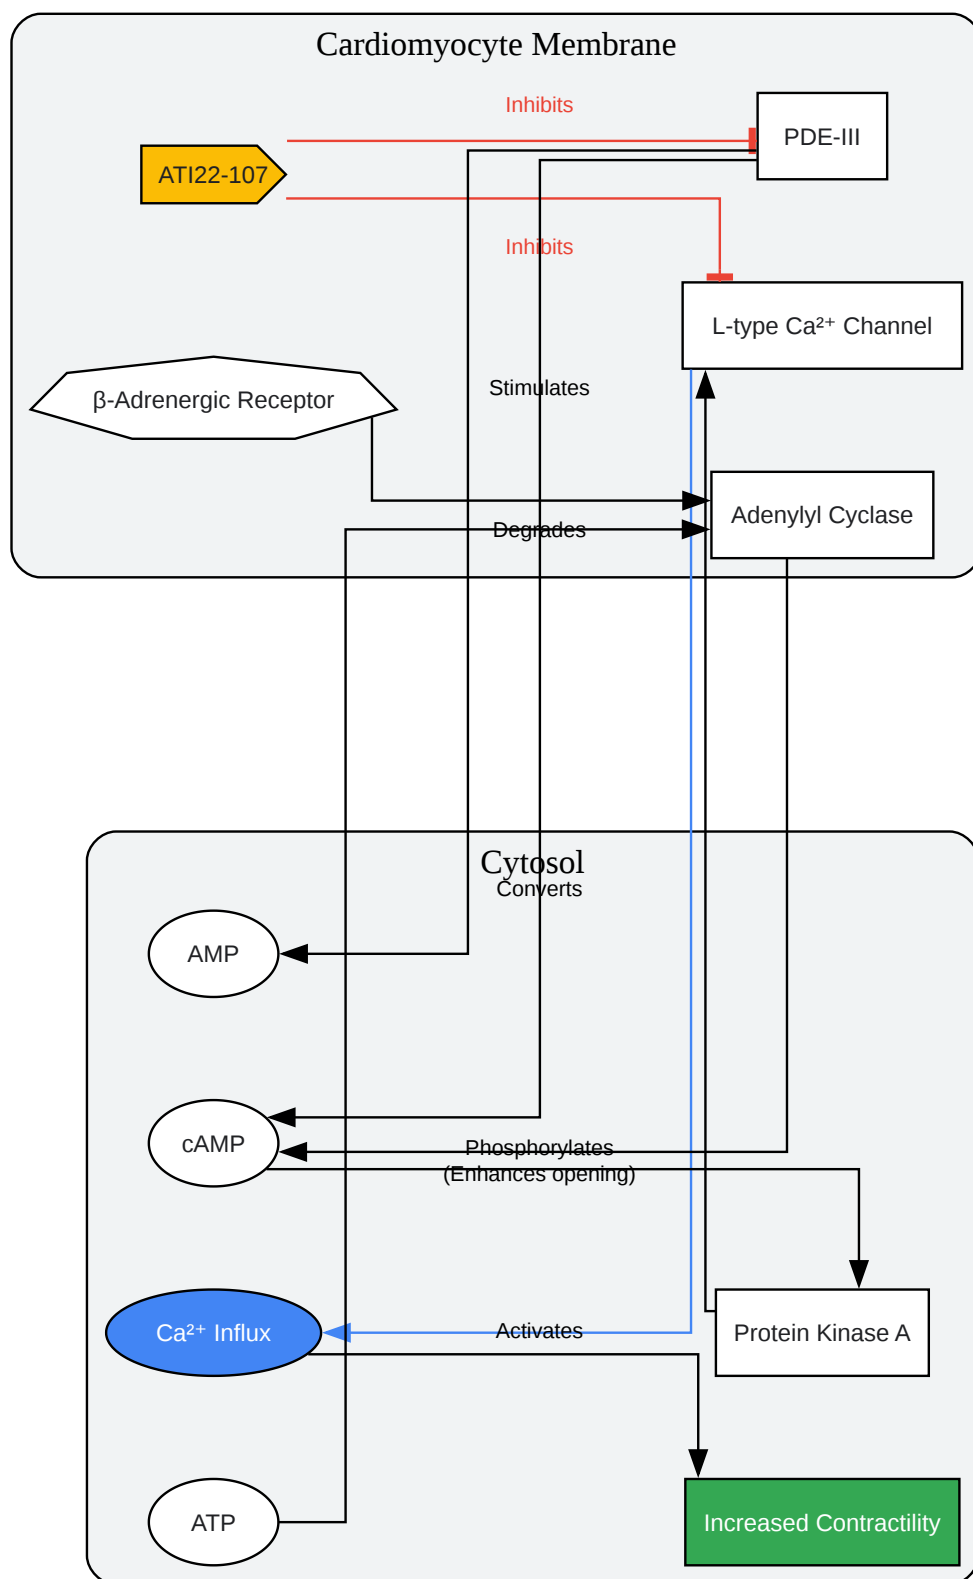 Cardiomyocyte Membrane
Inhibits
PDE-III
ATI22-107
Inhibits
L-type Ca²⁺ Channel
Stimulates
β-Adrenergic Receptor
Adenylyl Cyclase
Degrades
Cytosol
Converts
AMP
cAMP
Phosphorylates
(Enhances opening)
Ca²⁺ Influx
Activates
Protein Kinase A
ATP
Increased Contractility